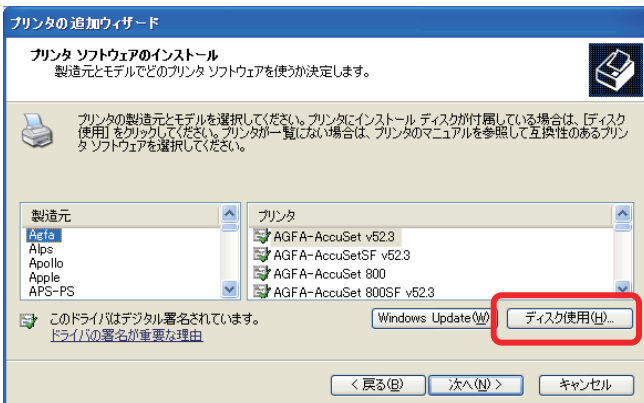 プリンタの追加ウィザード
プリンタ ソフトウェアのインストール
製造元とモデルでどのプリンタ ソフトウェアを使うか決定します。
プリンタの製造元とモデルを選択してください。プリンタにインストール ディスクが付属している場合は、[ディスク
使用] をクリックしてください。プリンタが一覧にない場合は、プリンタのマニュアルを参照して互換性のあるプリン
タ ソフトウェアを選択してください。
製造元
Agfa
Alps
Apollo
Apple
APS-PS
プリンタ
AGFA-AccuSet v52.3
AGFA-AccuSetSF v52.3
AGFA-AccuSet 800
AGFA-AccuSet 800SF v52.3
このドライバはデジタル署名されています。
ドライバの署名が重要な理由
Windows Update(W)
ディスク使用(H)...
< 戻る(B)
次へ(N) >
キャンセル